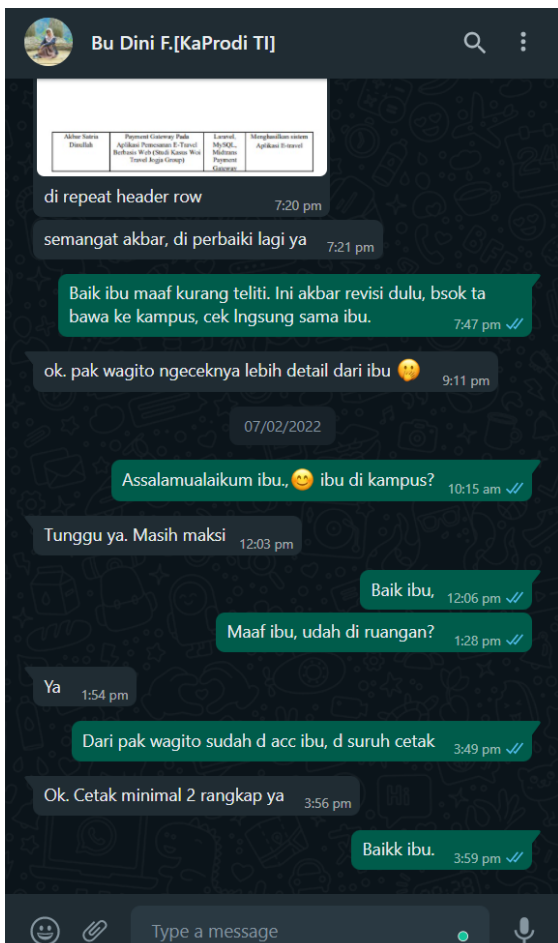 Bu Dini F.[KaProdi TI]
Akbar Satria
Dinullah
Payment Gateway Pada
Aplikasi Pemesanan E-Travel
Berbasis Web (Studi Kasus Woi
Travel Jogja Group)
Laravel,
MySQL,
Midtrans
Payment
Gateway
Menghasilkan sistem
Aplikasi E-travel
di repeat header row
7:20 pm
semangat akbar, di perbaiki lagi ya
7:21 pm
Baik ibu maaf kurang teliti. Ini akbar revisi dulu, bsok ta
bawa ke kampus, cek lngsung sama ibu.
7:47 pm
ok. pak wagito ngeceknya lebih detail dari ibu 🤭
9:11 pm
07/02/2022
Assalamualaikum ibu.,😊 ibu di kampus?
10:15 am
Tunggu ya. Masih maksi
12:03 pm
Baik ibu,
12:06 pm
Maaf ibu, udah di ruangan?
1:28 pm
Ya
1:54 pm
Dari pak wagito sudah d acc ibu, d suruh cetak
3:49 pm
Ok. Cetak minimal 2 rangkap ya
3:56 pm
Baikk ibu.
3:59 pm
Type a message